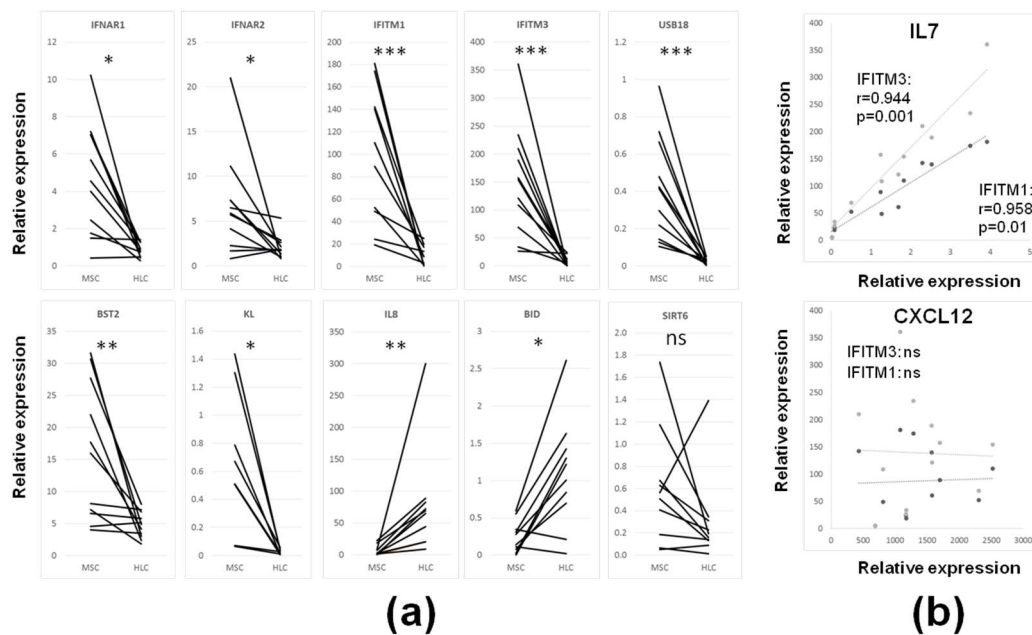 IFNAR1
12
10
8
6
4
2
0
*
MSC
HLC
IFNAR2
25
20
15
10
5
0
*
MSC
HLC
IFITM1
200
180
160
140
120
100
80
60
40
20
0
***
MSC
HLC
IFITM3
400
350
300
250
200
150
100
50
0
***
MSC
HLC
USB18
1.2
1
0.8
0.6
0.4
0.2
0
***
MSC
HLC
Relative expression
BST2
35
30
25
20
15
10
5
0
**
MSC
HLC
KL
1.6
1.4
1.2
1
0.8
0.6
0.4
0.2
0
*
MSC
HLC
IL8
350
300
250
200
150
100
50
0
**
MSC
HLC
BID
3
2.5
2
1.5
1
0.5
0
*
MSC
HLC
SIRT6
2.0
1.8
1.6
1.4
1.2
1.0
0.8
0.6
0.4
0.2
0.0
ns
MSC
HLC
Relative expression
(a)
IL7
400
350
300
250
200
150
100
50
0
IFITM3:
r=0.944
p=0.001
IFITM1:
r=0.958
p=0.01
0 1 2 3 4 5
Relative expression
Relative expression
CXCL12
400
350
300
250
200
150
100
50
0
IFITM3:ns
IFITM1:ns
0 500 1000 1500 2000 2500 3000
Relative expression
Relative expression
(b)